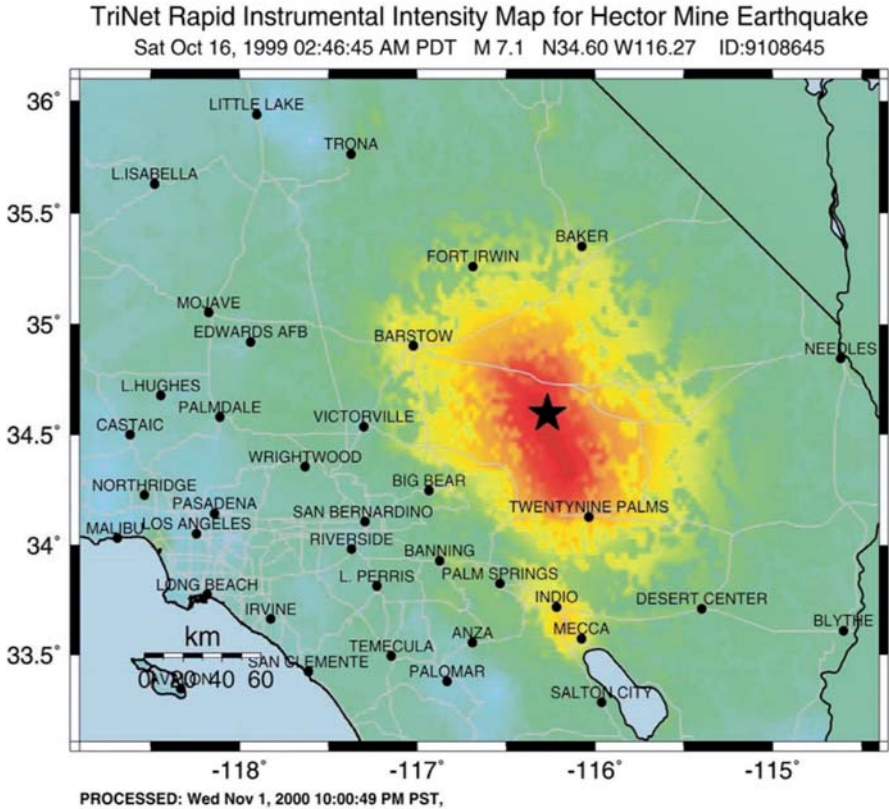 TriNet Rapid Instrumental Intensity Map for Hector Mine Earthquake
Sat Oct 16, 1999 02:46:45 AM PDT M 7.1 N34.60 W116.27 ID:9108645
36˚
LITTLE LAKE
TRONA
L.ISABELLA
35.5˚
BAKER
FORT IRWIN
MOJAVE
35˚
EDWARDS AFB
BARSTOW
NEEDLES
L.HUGHES
PALMDALE
VICTORVILLE
CASTAIC
34.5˚
WRIGHTWOOD
BIG BEAR
NORTHRIDGE
PASADENA
SAN BERNARDINO
TWENTYNINE PALMS
MALIBU
LOS ANGELES
RIVERSIDE
34˚
BANNING
L. PERRIS
PALM SPRINGS
LONG BEACH
INDIO
DESERT CENTER
IRVINE
BLYTHE
km
TEMECULA
ANZA
MECCA
33.5˚
SAN CLEMENTE
PALOMAR
0 20 40 60
AVALON
SALTON CITY
-118˚ -117˚ -116˚ -115˚
PROCESSED: Wed Nov 1, 2000 10:00:49 PM PST,